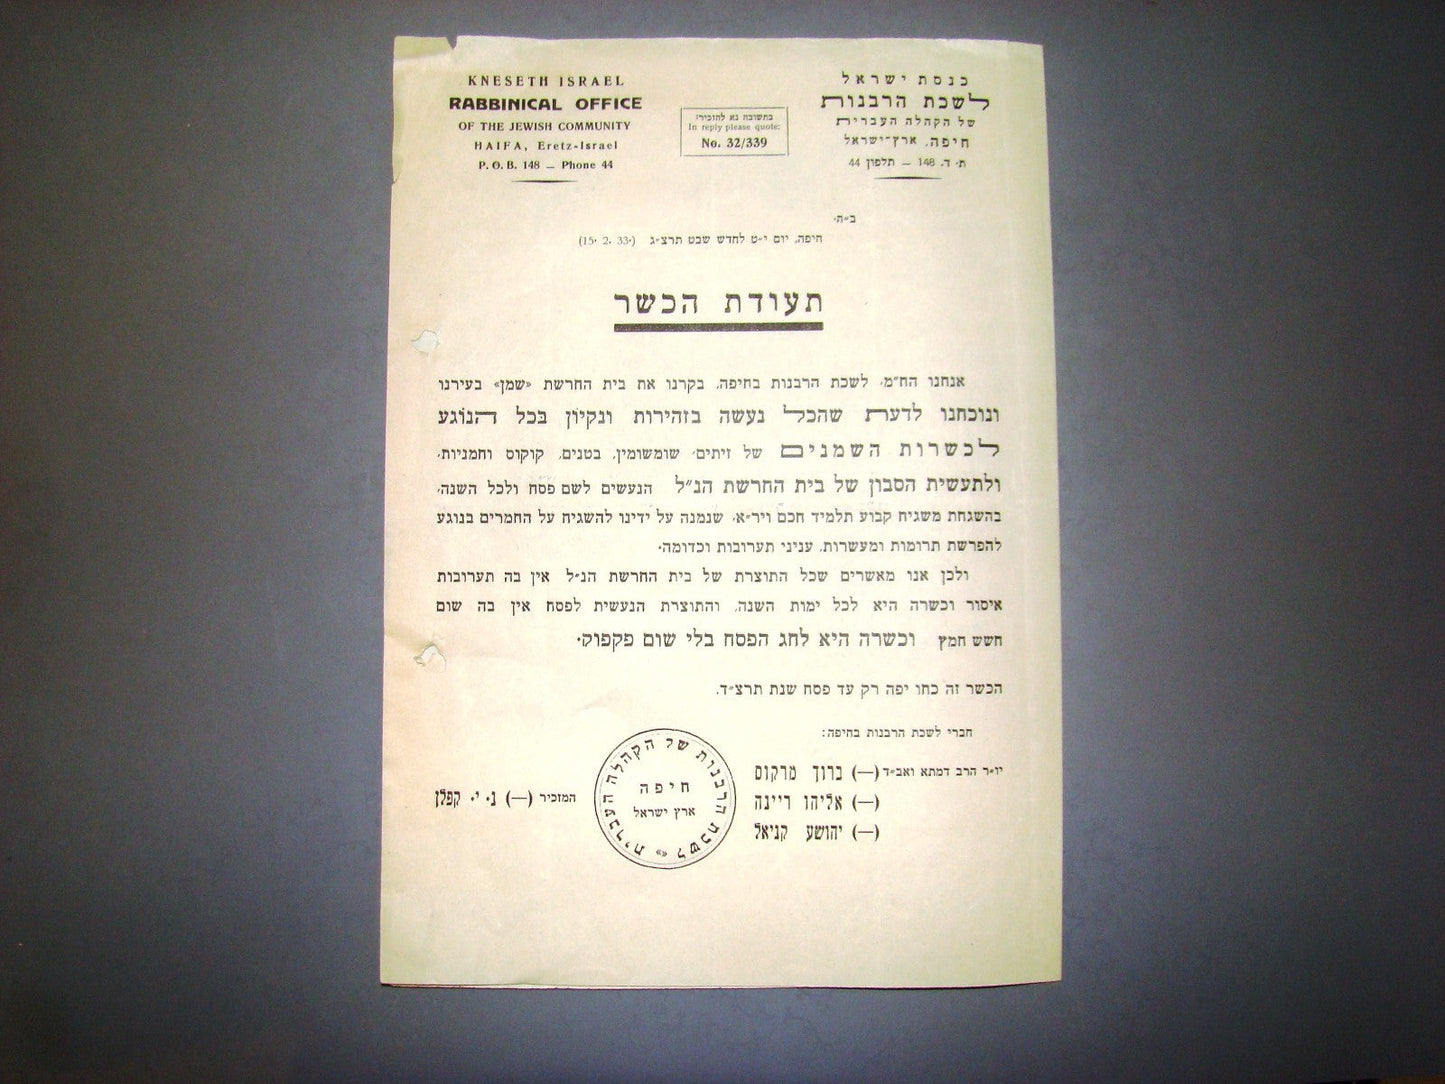 KNESETH ISRAEL
RABBINICAL OFFICE
OF THE JEWISH COMMUNITY
HAIFA, Eretz-Israel
P. O. B. 148 — Phone 44
בתשובה נא להזכיר:
In reply please quote:
No. 32/339
כנסת ישראל
לשכת הרבנות
של הקהלה העברית
חיפה, ארץ־ישראל
ת. ד. 148 — תלפון 44
ב״ה.
חיפה, יום י״ט לחדש שבט תרצ״ג (15. 2. 33.)
תעודת הכשר
אנחנו הח״מ, לשכת הרבנות בחיפה, בקרנו את בית החרשת «שמן» בעירנו
ונוכחנו לדעת שהכל נעשה בזהירות ונקיון בכל הנוגע
לכשרות השמנים של זיתים, שומשומין, בטנים, קוקוס וחמניות,
ולתעשית הסבון של בית החרשת הנ״ל הנעשים לשם פסח ולכל השנה,
בהשגחת משגיח קבוע תלמיד חכם ויר״א, שנמנה על ידינו להשגיח על החמרים בנוגע
להפרשת תרומות ומעשרות, עניני תערובות וכדומה.
ולכן אנו מאשרים שכל התוצרת של בית החרשת הנ״ל אין בה תערובות
איסור וכשרה היא לכל ימות השנה, והתוצרת הנעשית לפסח אין בה שום
חשש חמץ וכשרה היא לחג הפסח בלי שום פקפוק.
הכשר זה כחו יפה רק עד פסח שנת תרצ״ד.
חברי לשכת הרבנות בחיפה:
יו״ר הרב דמתא ואב״ד (—) ברוך מרקוס
(—) אליהו ריינה
(—) יהושע קניאל
לשכת הרבנות של הקהלה העברית
חיפה
ארץ ישראל
המזכיר (—) נ. י. קפלן